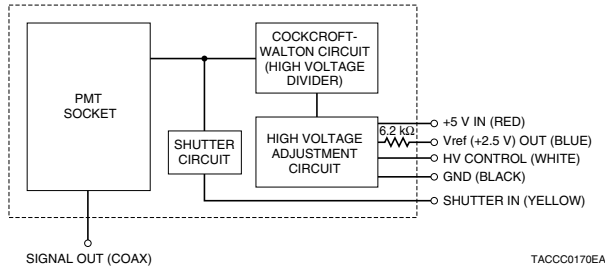 COCKCROFT-
WALTON CIRCUIT
(HIGH VOLTAGE
DIVIDER)
PMT
SOCKET
SHUTTER
CIRCUIT
HIGH VOLTAGE
ADJUSTMENT
CIRCUIT
+5 V IN (RED)
6.2 kΩ
Vref (+2.5 V) OUT (BLUE)
HV CONTROL (WHITE)
GND (BLACK)
SHUTTER IN (YELLOW)
SIGNAL OUT (COAX)
TACCC0170EA